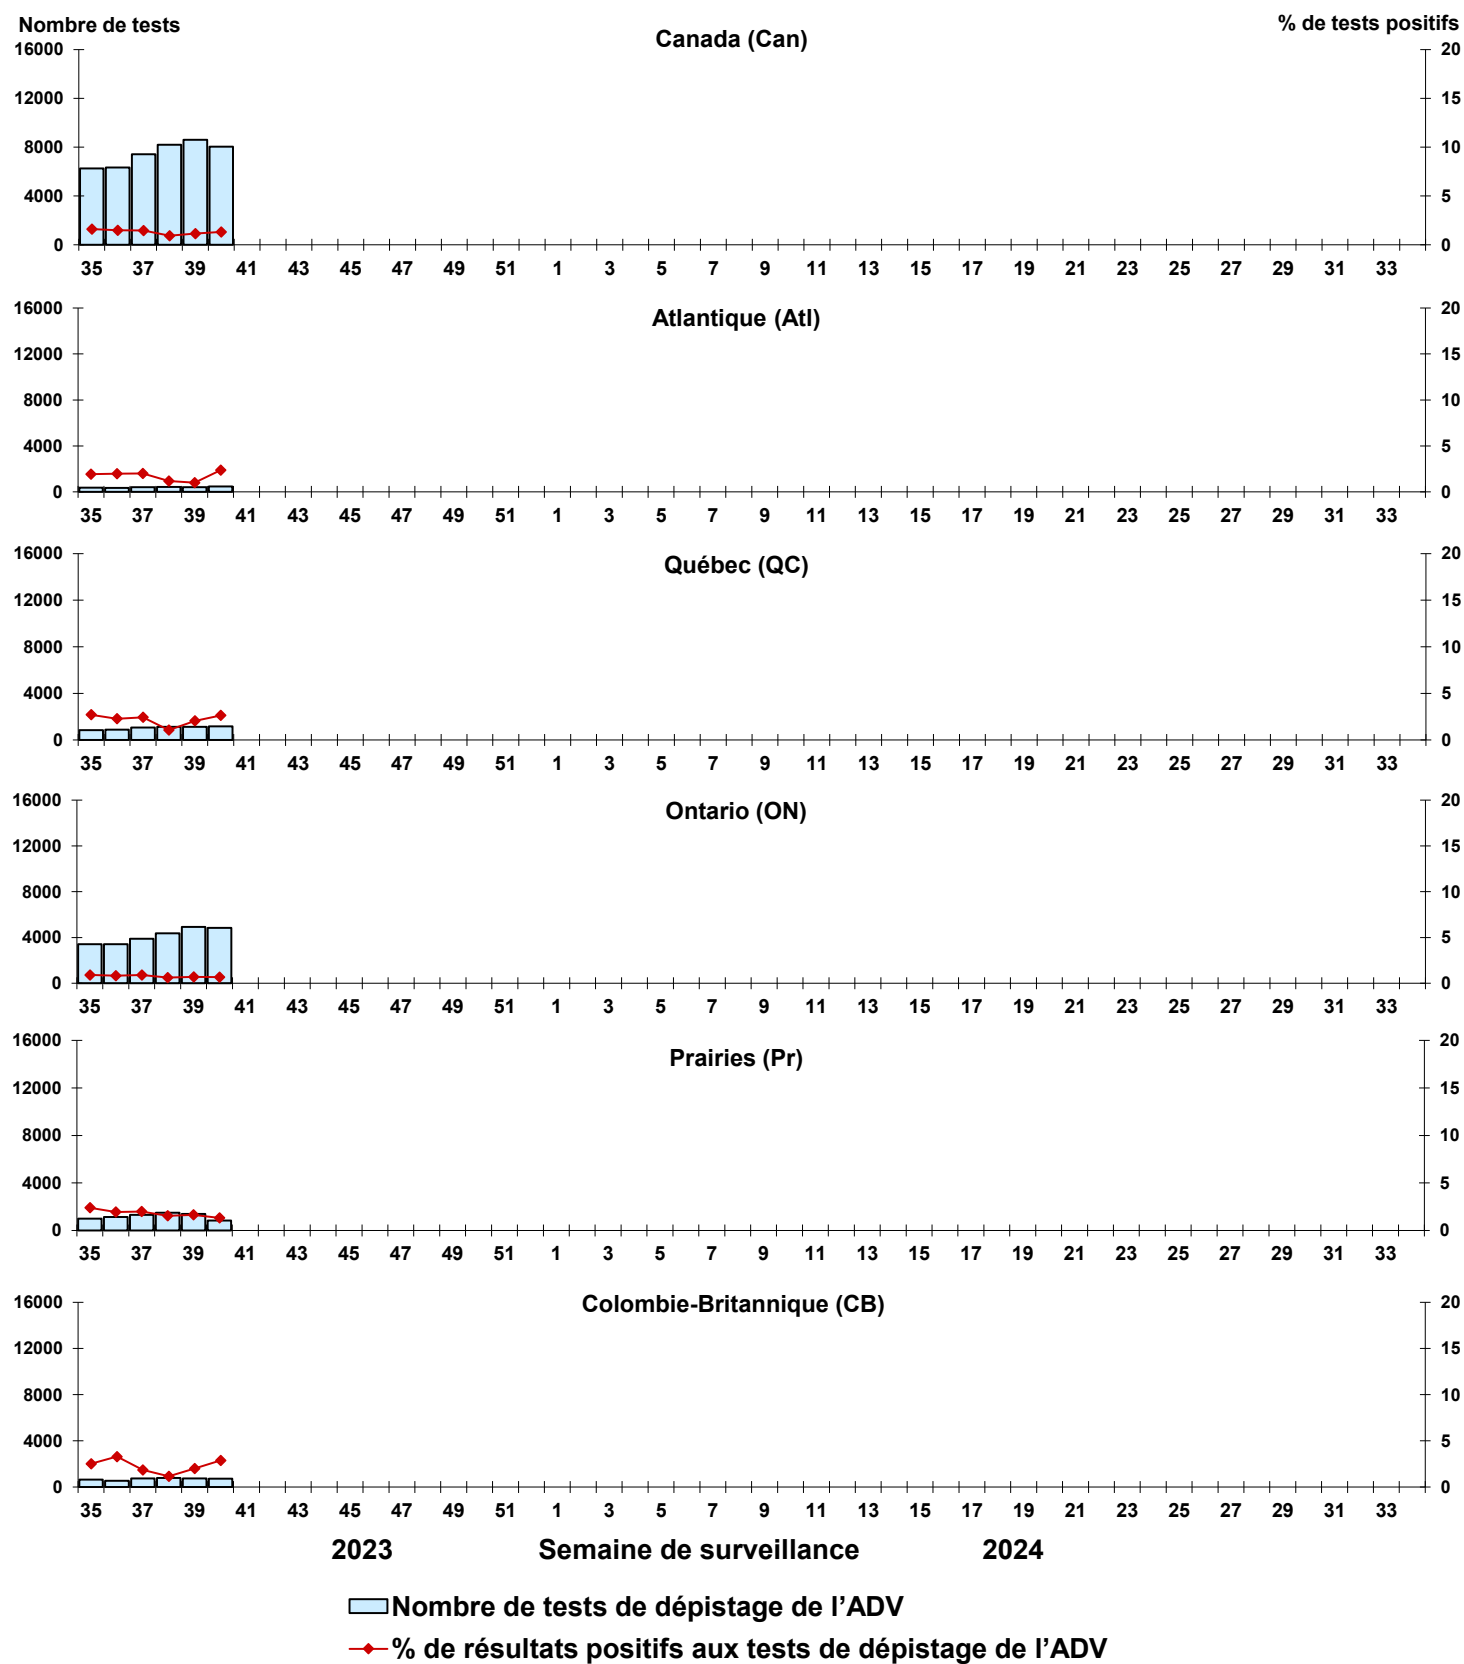 Nombre de tests
% de tests positifs
Canada (Can)
16000 20
12000 15
8000 10
4000 5
0 0
35 37 39 41 43 45 47 49 51 1 3 5 7 9 11 13 15 17 19 21 23 25 27 29 31 33
Atlantique (Atl)
16000 20
12000 15
8000 10
4000 5
0 0
35 37 39 41 43 45 47 49 51 1 3 5 7 9 11 13 15 17 19 21 23 25 27 29 31 33
Québec (QC)
16000 20
12000 15
8000 10
4000 5
0 0
35 37 39 41 43 45 47 49 51 1 3 5 7 9 11 13 15 17 19 21 23 25 27 29 31 33
Ontario (ON)
16000 20
12000 15
8000 10
4000 5
0 0
35 37 39 41 43 45 47 49 51 1 3 5 7 9 11 13 15 17 19 21 23 25 27 29 31 33
Prairies (Pr)
16000 20
12000 15
8000 10
4000 5
0 0
35 37 39 41 43 45 47 49 51 1 3 5 7 9 11 13 15 17 19 21 23 25 27 29 31 33
Colombie-Britannique (CB)
16000 20
12000 15
8000 10
4000 5
0 0
35 37 39 41 43 45 47 49 51 1 3 5 7 9 11 13 15 17 19 21 23 25 27 29 31 33
2023 Semaine de surveillance 2024
Nombre de tests de dépistage de l’ADV
% de résultats positifs aux tests de dépistage de l’ADV